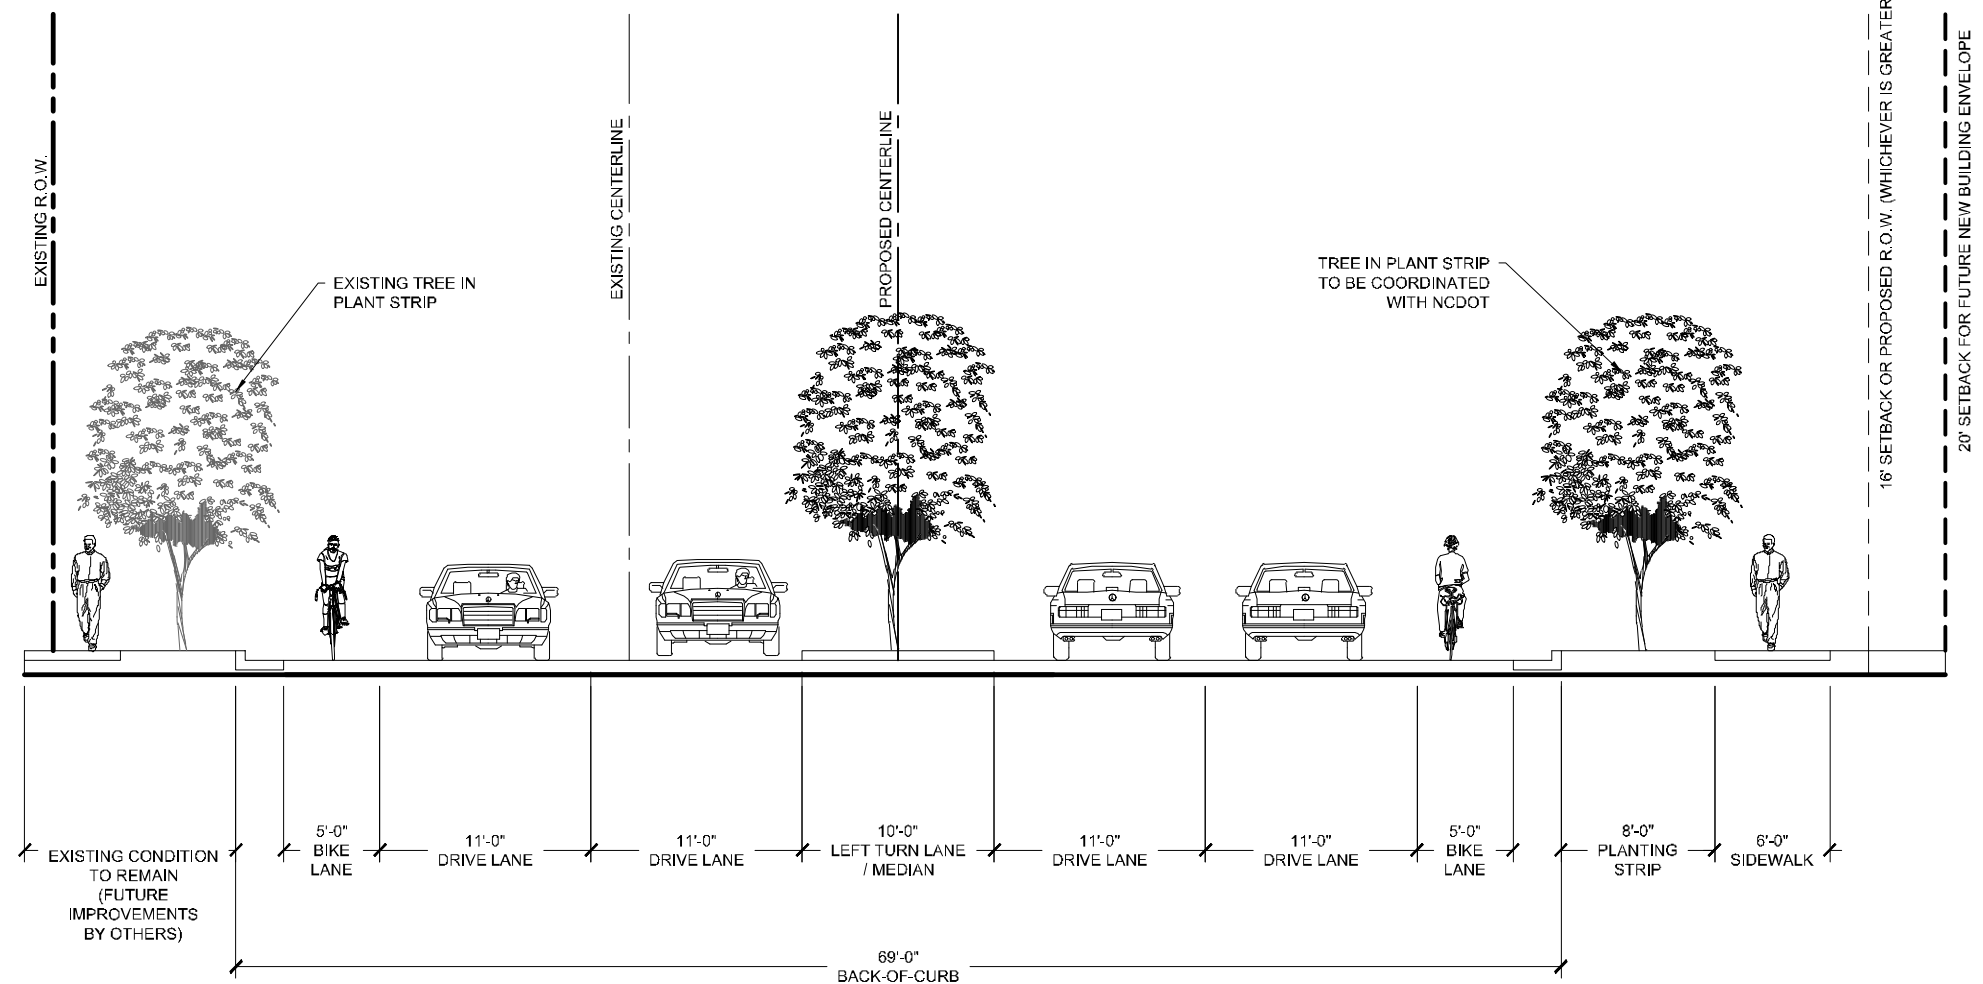 EXISTING R.O.W.
EXISTING CENTERLINE
PROPOSED CENTERLINE
16' SETBACK OR PROPOSED R.O.W. (WHICHEVER IS GREATER
20' SETBACK FOR FUTURE NEW BUILDING ENVELOPE
EXISTING TREE IN
PLANT STRIP
TREE IN PLANT STRIP
TO BE COORDINATED
WITH NCDOT
EXISTING CONDITION
TO REMAIN
(FUTURE
IMPROVEMENTS
BY OTHERS)
5'-0"
BIKE
LANE
11'-0"
DRIVE LANE
11'-0"
DRIVE LANE
10'-0"
LEFT TURN LANE
/ MEDIAN
11'-0"
DRIVE LANE
11'-0"
DRIVE LANE
5'-0"
BIKE
LANE
8'-0"
PLANTING
STRIP
6'-0"
SIDEWALK
69'-0"
BACK-OF-CURB